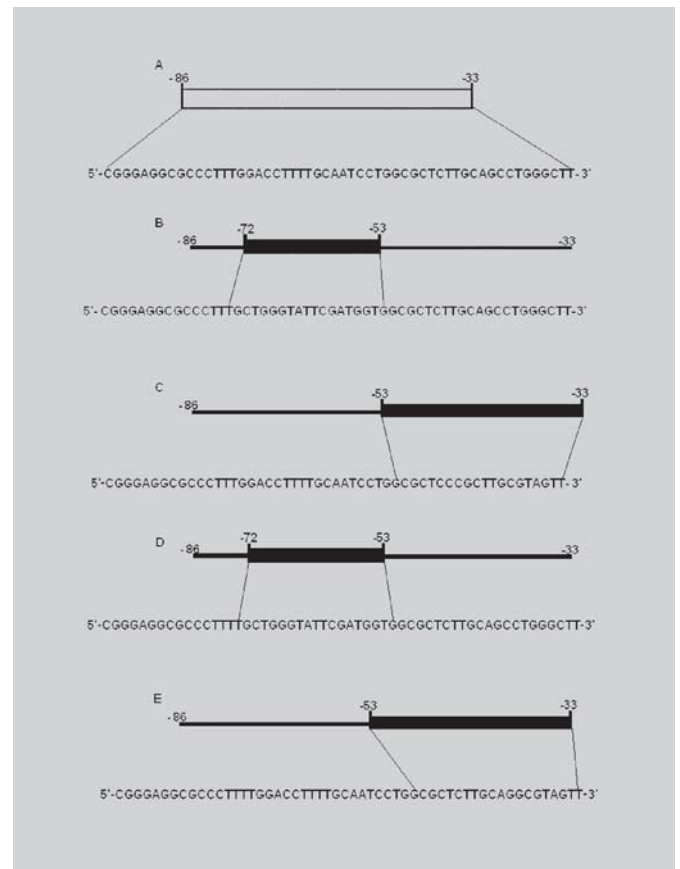 A
-86 -33
5'-CGGGAGGCGCCCTTTGGACCTTTTGCAATCCTGGCGCTCTTGCAGCCTGGGCTT-3'
B
-86 -72 -53 -33
5'-CGGGAGGCGCCCTTTGCTGGGTATTCGATGGTGGCGCTCTTGCAGCCTGGGCTT-3'
C
-86 -53 -33
5'-CGGGAGGCGCCCTTTGGACCTTTTGCAATCCTGGCGCTCCCGCTTGCGTAGTT-3'
D
-86 -72 -53 -33
5'-CGGGAGGCGCCCTTTTGCTGGGTATTCGATGGTGGCGCTCTTGCAGCCTGGGCTT-3'
E
-86 -53 -33
5'-CGGGAGGCGCCCTTTTGGACCTTTTGCAATCCTGGCGCTCTTGCAGGCGTAGTT-3'